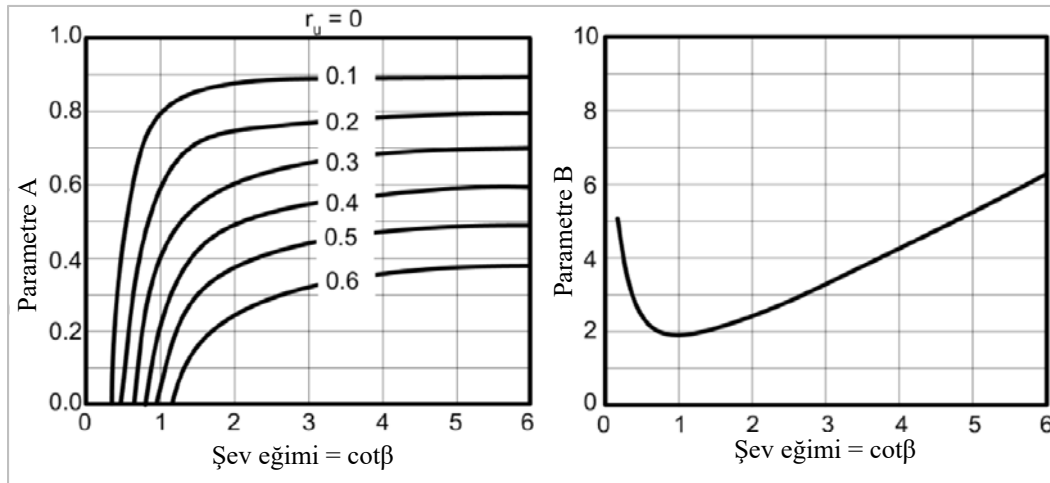 r_u = 0
1.0
0.8
0.6
0.4
0.2
0.0
Parametre A
0.1
0.2
0.3
0.4
0.5
0.6
0 1 2 3 4 5 6
Şev eğimi = cotβ
10
8
6
4
2
0
Parametre B
0 1 2 3 4 5 6
Şev eğimi = cotβ